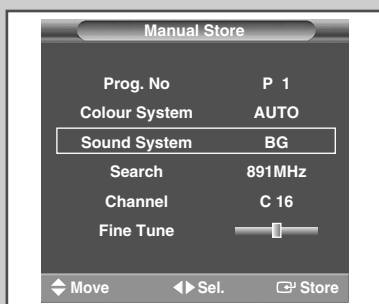 Manual Store
Prog. No P 1
Colour System AUTO
Sound System BG
Search 891MHz
Channel C 16
Fine Tune
Move Sel. Store